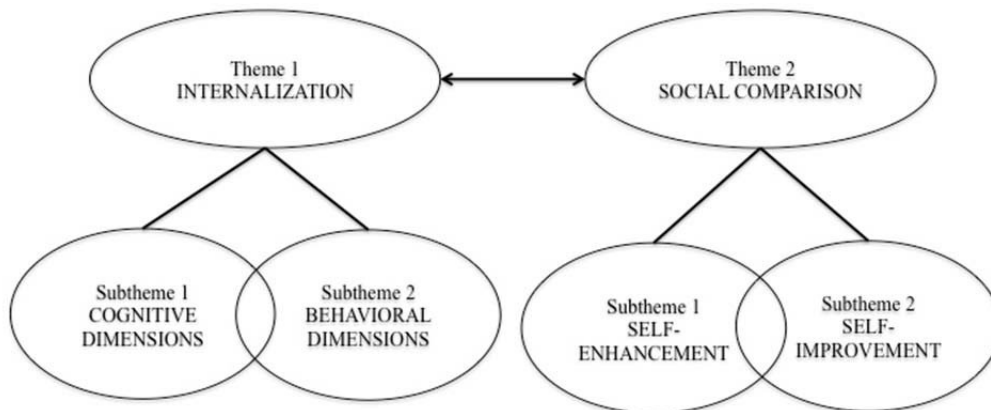 Theme 1
INTERNALIZATION
Theme 2
SOCIAL COMPARISON
Subtheme 1
COGNITIVE
DIMENSIONS
Subtheme 2
BEHAVIORAL
DIMENSIONS
Subtheme 1
SELF-
ENHANCEMENT
Subtheme 2
SELF-
IMPROVEMENT